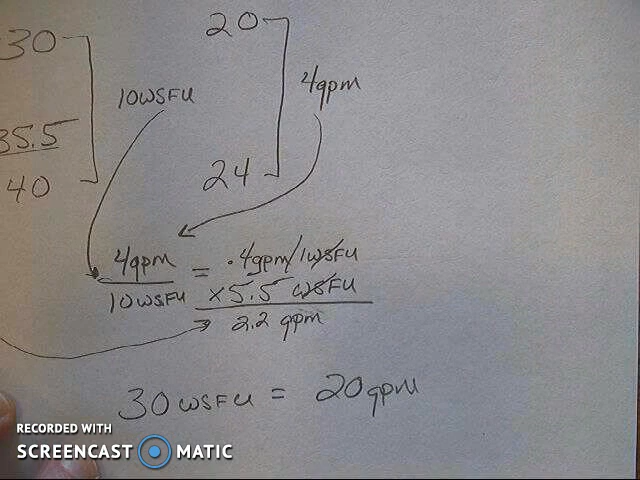 30
20
10WSFU
4gpm
35.5
40
24
4gpm = .4gpm/1WSFU
10WSFU
x5.5 WSFU
2.2 gpm
30 WSFU = 20gpm
RECORDED WITH
SCREENCAST MATIC